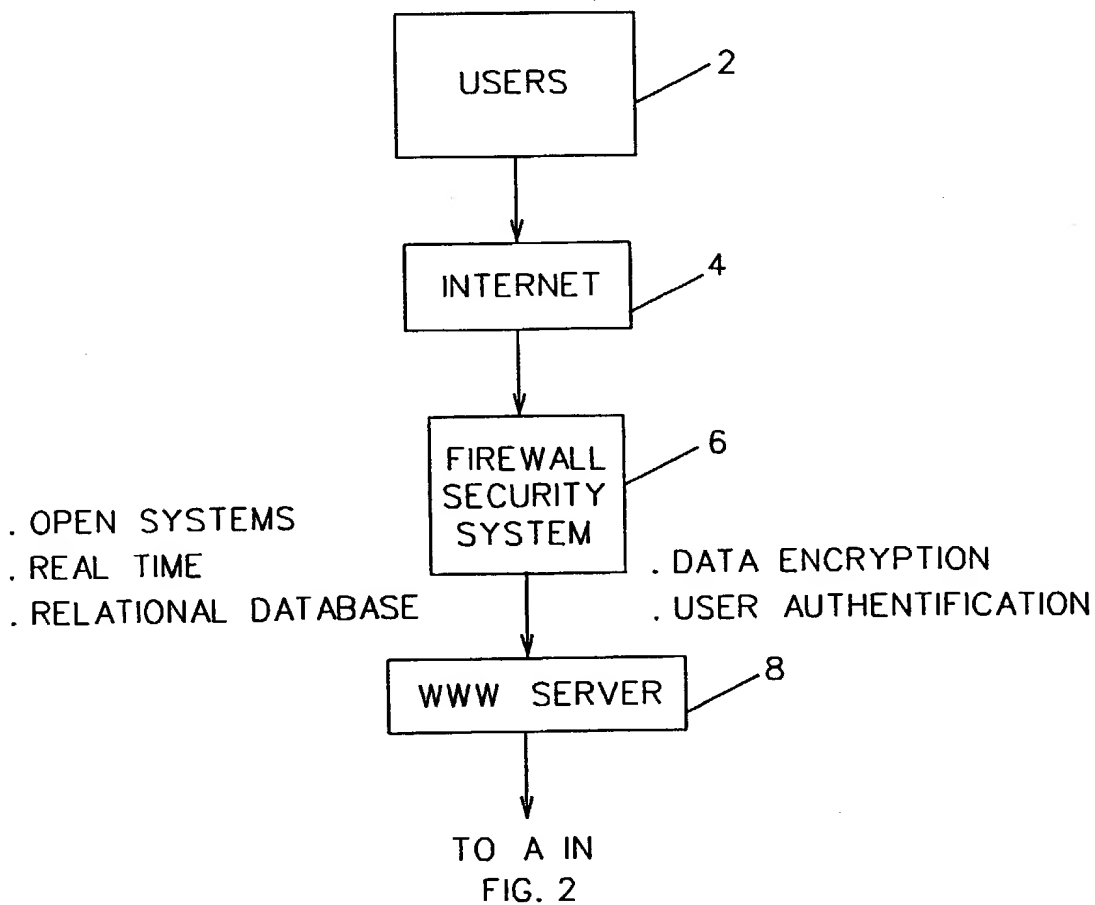 USERS
2
INTERNET
4
FIREWALL
SECURITY
SYSTEM
6
. OPEN SYSTEMS
. REAL TIME
. RELATIONAL DATABASE
. DATA ENCRYPTION
. USER AUTHENTIFICATION
WWW SERVER
8
TO A IN
FIG. 2